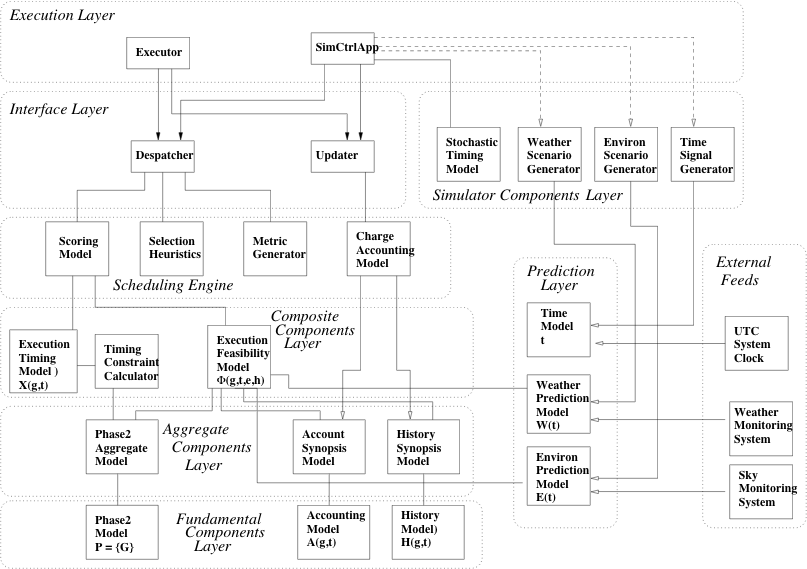 Execution Layer
Executor
SimCtrlApp
Interface Layer
Despatcher
Updater
Stochastic
Timing
Model
Weather
Scenario
Generator
Environ
Scenario
Generator
Time
Signal
Generator
Simulator Components Layer
Scoring
Model
Selection
Heuristics
Metric
Generator
Charge
Accounting
Model
Scheduling Engine
Prediction
Layer
External
Feeds
Composite
Components
Layer
Time
Model
t
UTC
System
Clock
Execution
Timing
Model )
X(g,t)
Timing
Constraint
Calculator
Execution
Feasibility
Model
Φ(g,t,e,h)
Weather
Prediction
Model
W(t)
Weather
Monitoring
System
Phase2
Aggregate
Model
Aggregate
Components
Layer
Account
Synopsis
Model
History
Synopsis
Model
Environ
Prediction
Model
E(t)
Sky
Monitoring
System
Phase2
Model
P = {G}
Fundamental
Components
Layer
Accounting
Model
A(g,t)
History
Model)
H(g,t)